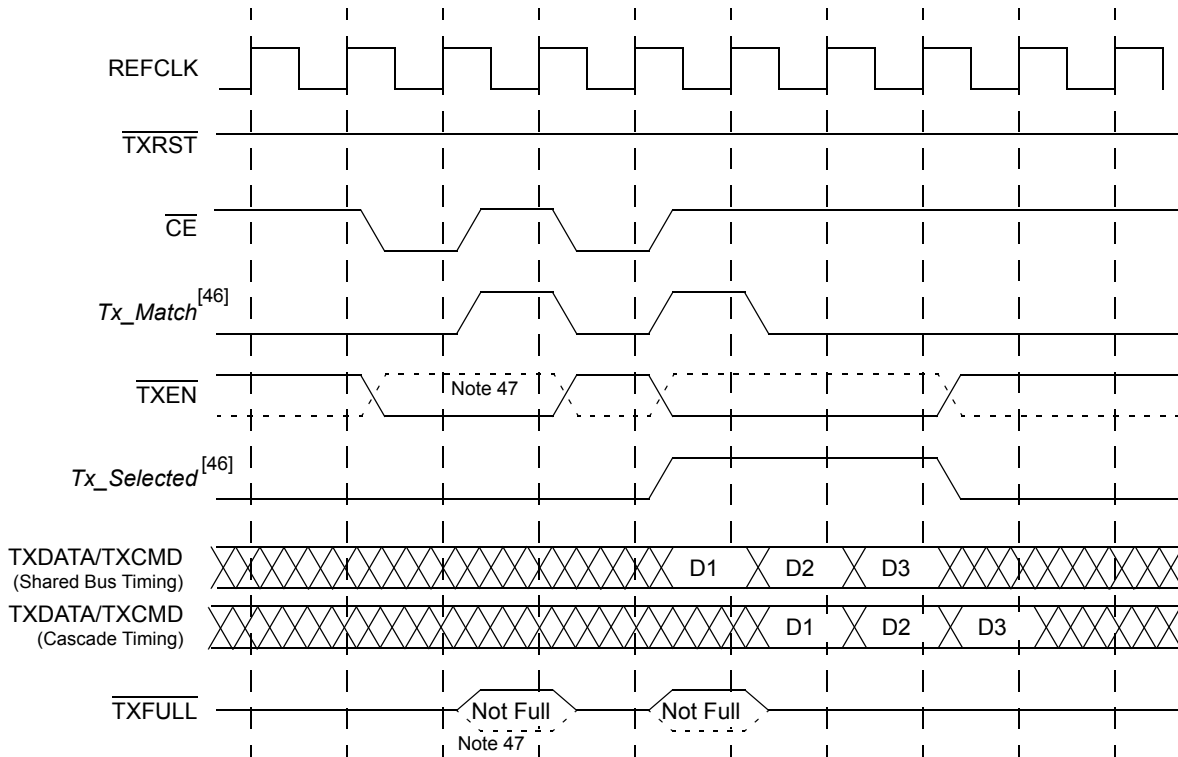 REFCLK
TXRST
CE
Tx_Match[46]
TXEN
Note 47
Tx_Selected[46]
TXDATA/TXCMD
(Shared Bus Timing)
D1 D2 D3
TXDATA/TXCMD
(Cascade Timing)
D1 D2 D3
TXFULL
Not Full Not Full
Note 47